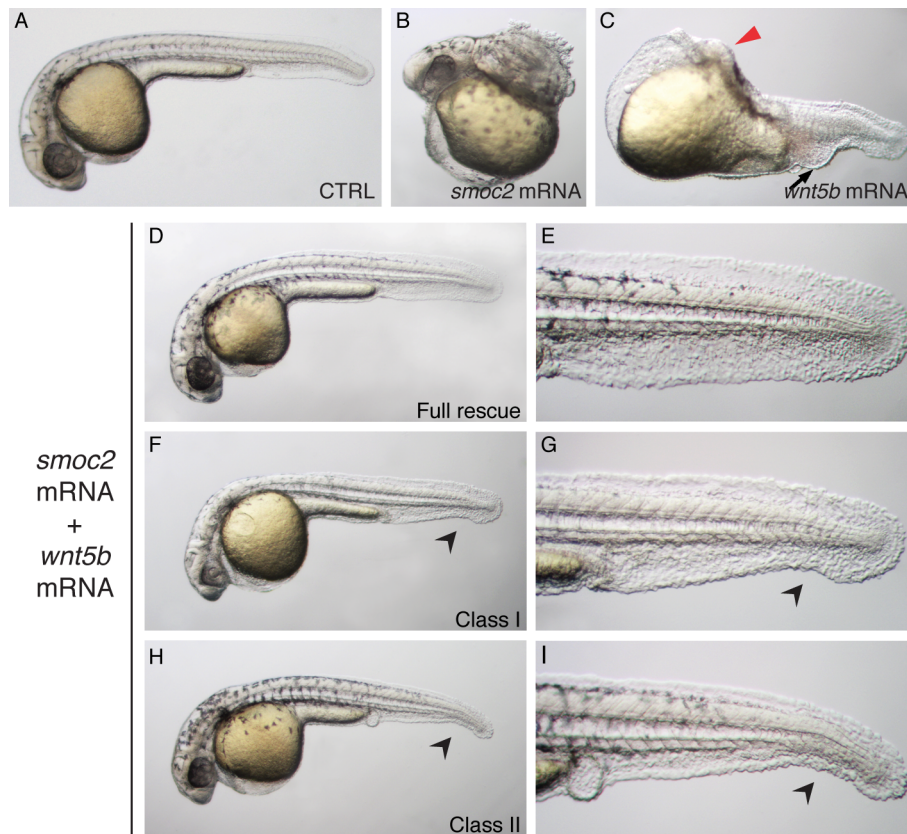 A
CTRL
B
smoc2 mRNA
C
wnt5b mRNA
smoc2
mRNA
+
wnt5b
mRNA
D
Full rescue
E
F
Class I
G
H
Class II
I